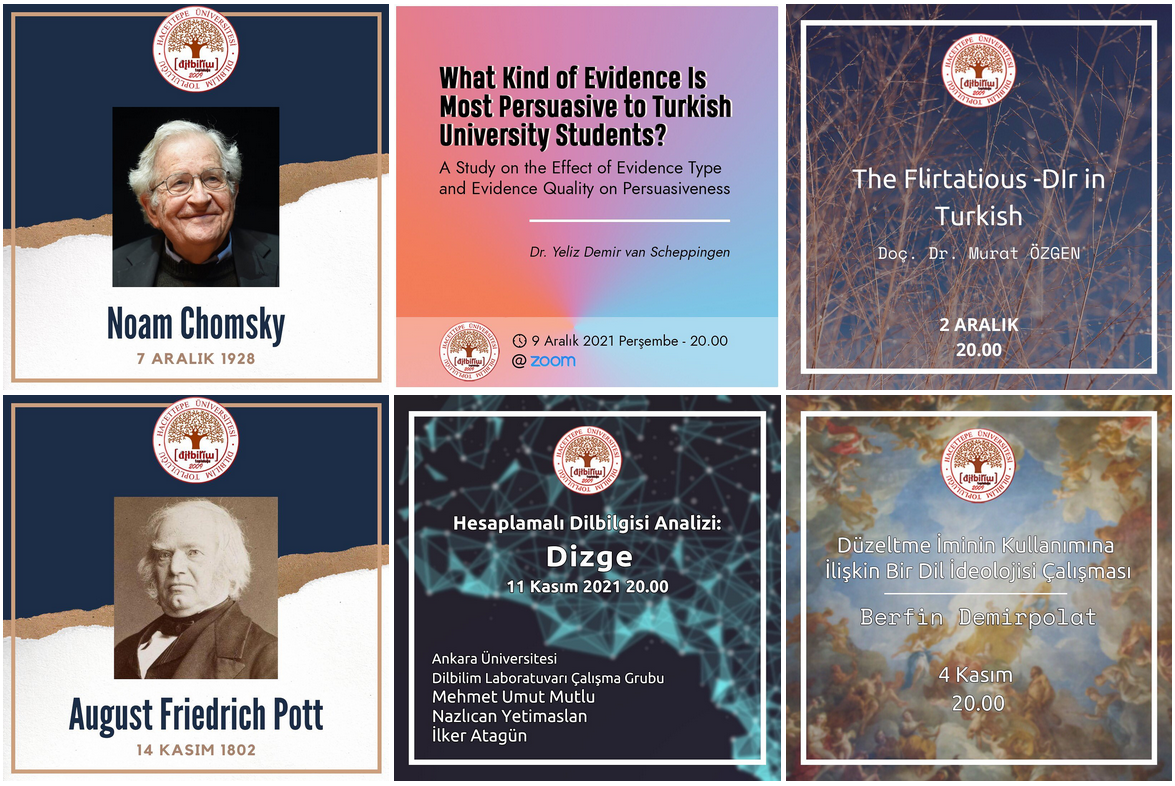 HACETTEPE ÜNİVERSİTESİ
DİLBİLİM TOPLULUĞU
2009
Noam Chomsky
7 ARALIK 1928
What Kind of Evidence Is
Most Persuasive to Turkish
University Students?
A Study on the Effect of Evidence Type
and Evidence Quality on Persuasiveness
Dr. Yeliz Demir van Scheppingen
HACETTEPE ÜNİVERSİTESİ
DİLBİLİM TOPLULUĞU
2009
9 Aralık 2021 Perşembe - 20.00
@ zoom
HACETTEPE ÜNİVERSİTESİ
DİLBİLİM TOPLULUĞU
2009
The Flirtatious -DIr in
Turkish
Doç. Dr. Murat ÖZGEN
2 ARALIK
20.00
HACETTEPE ÜNİVERSİTESİ
DİLBİLİM TOPLULUĞU
2009
August Friedrich Pott
14 KASIM 1802
HACETTEPE ÜNİVERSİTESİ
DİLBİLİM TOPLULUĞU
2009
Hesaplamalı Dilbilgisi Analizi:
Dizge
11 Kasım 2021 20.00
Ankara Üniversitesi
Dilbilim Laboratuvarı Çalışma Grubu
Mehmet Umut Mutlu
Nazlıcan Yetimaslan
İlker Atagün
HACETTEPE ÜNİVERSİTESİ
DİLBİLİM TOPLULUĞU
2009
Düzeltme İminin Kullanımına
İlişkin Bir Dil İdeolojisi Çalışması
Berfin Demirpolat
4 Kasım
20.00